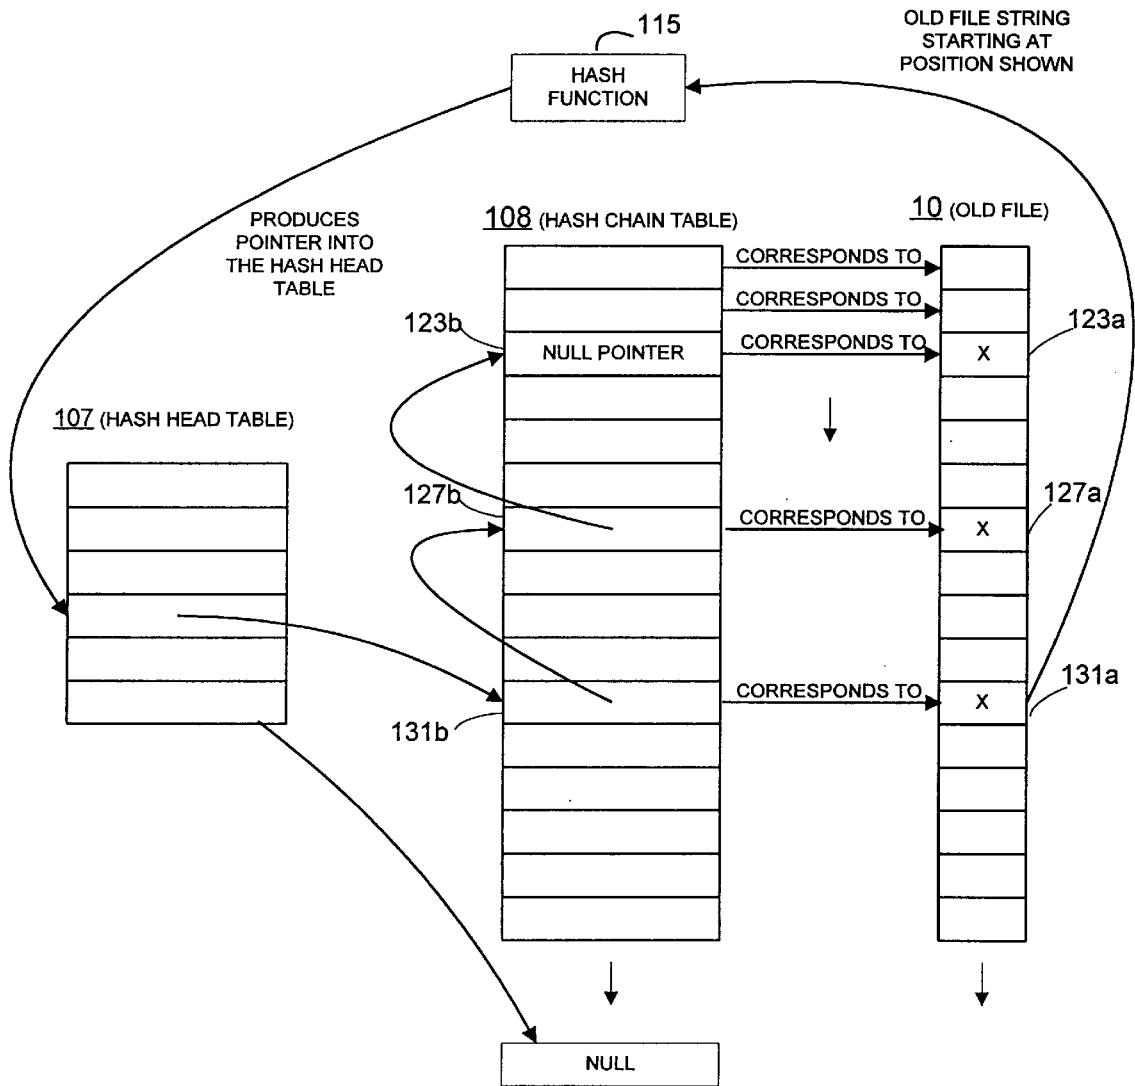 115
OLD FILE STRING
STARTING AT
POSITION SHOWN
HASH
FUNCTION
PRODUCES
POINTER INTO
THE HASH HEAD
TABLE
108 (HASH CHAIN TABLE)
10 (OLD FILE)
CORRESPONDS TO
CORRESPONDS TO
123b
NULL POINTER
CORRESPONDS TO
X
123a
107 (HASH HEAD TABLE)
127b
CORRESPONDS TO
X
127a
131b
CORRESPONDS TO
X
131a
NULL